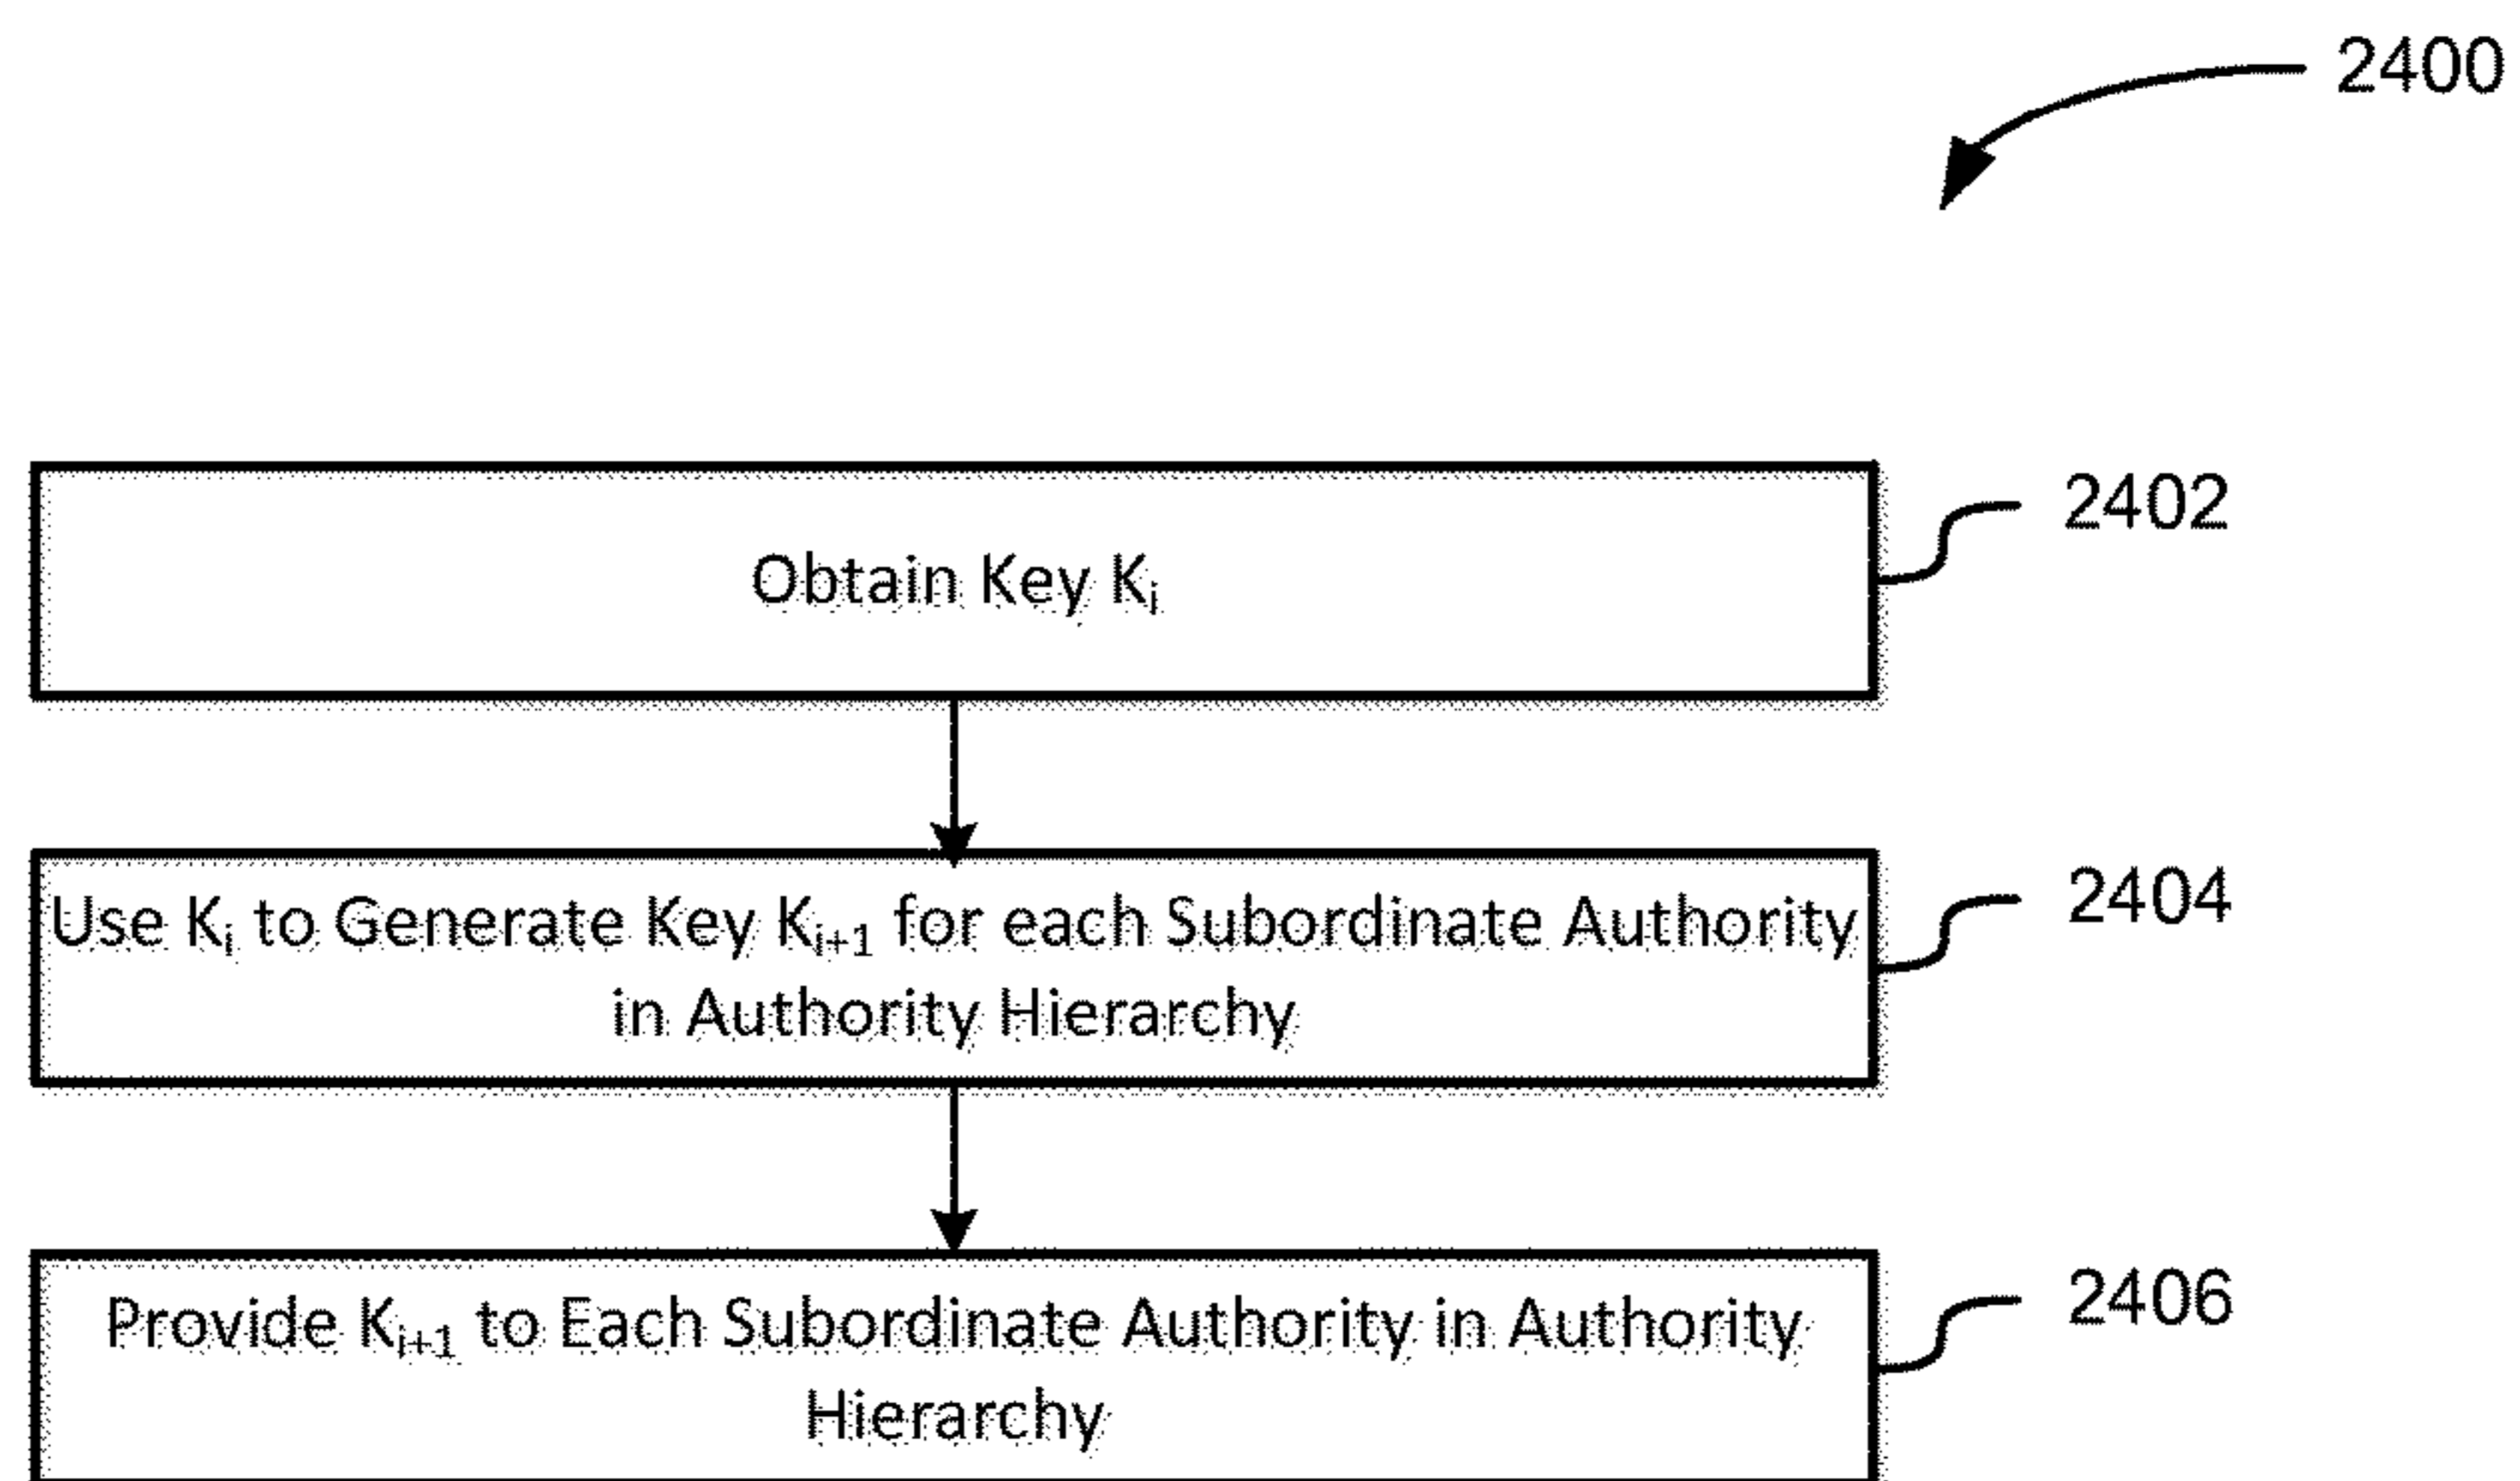 2400
Obtain Key Ki
2402
Use Ki to Generate Key Ki+1 for each Subordinate Authority
in Authority Hierarchy
2404
Provide Ki+1 to Each Subordinate Authority in Authority
Hierarchy
2406